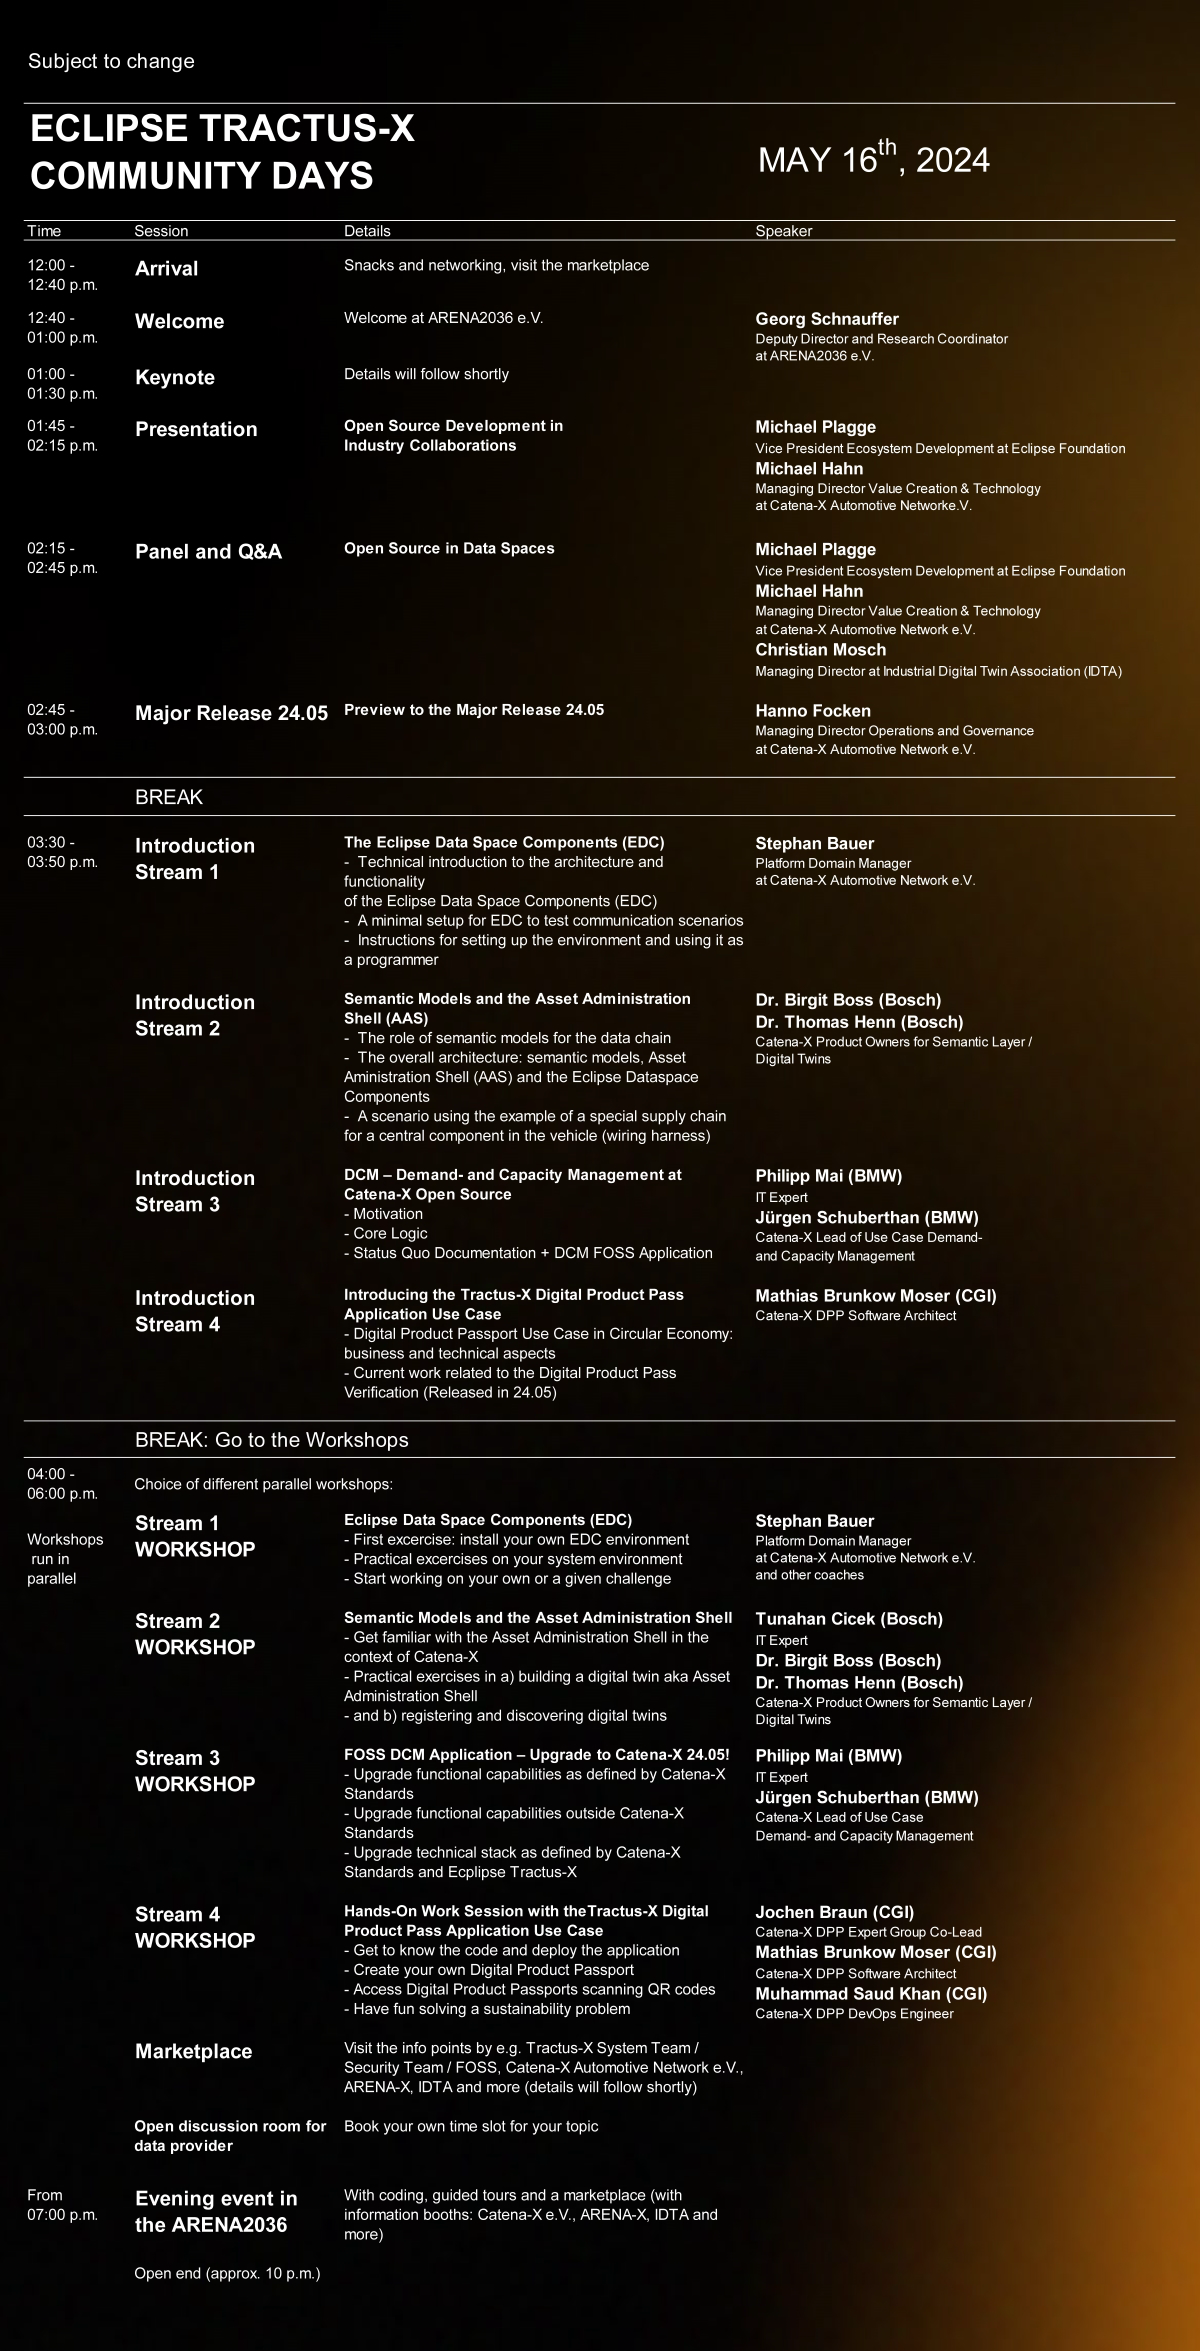 Subject to change
ECLIPSE TRACTUS-X
COMMUNITY DAYS
MAY 16th, 2024
Time Session Details Speaker
12:00 -
12:40 p.m.
Arrival
Snacks and networking, visit the marketplace
12:40 -
01:00 p.m.
Welcome
Welcome at ARENA2036 e.V.
Georg Schnauffer
Deputy Director and Research Coordinator
at ARENA2036 e.V.
01:00 -
01:30 p.m.
Keynote
Details will follow shortly
01:45 -
02:15 p.m.
Presentation
Open Source Development in
Industry Collaborations
Michael Plagge
Vice President Ecosystem Development at Eclipse Foundation
Michael Hahn
Managing Director Value Creation & Technology
at Catena-X Automotive Networke.V.
02:15 -
02:45 p.m.
Panel and Q&A
Open Source in Data Spaces
Michael Plagge
Vice President Ecosystem Development at Eclipse Foundation
Michael Hahn
Managing Director Value Creation & Technology
at Catena-X Automotive Network e.V.
Christian Mosch
Managing Director at Industrial Digital Twin Association (IDTA)
02:45 -
03:00 p.m.
Major Release 24.05
Preview to the Major Release 24.05
Hanno Focken
Managing Director Operations and Governance
at Catena-X Automotive Network e.V.
BREAK
03:30 -
03:50 p.m.
Introduction
Stream 1
The Eclipse Data Space Components (EDC)
- Technical introduction to the architecture and
functionality
of the Eclipse Data Space Components (EDC)
- A minimal setup for EDC to test communication scenarios
- Instructions for setting up the environment and using it as
a programmer
Stephan Bauer
Platform Domain Manager
at Catena-X Automotive Network e.V.
Introduction
Stream 2
Semantic Models and the Asset Administration
Shell (AAS)
- The role of semantic models for the data chain
- The overall architecture: semantic models, Asset
Aministration Shell (AAS) and the Eclipse Dataspace
Components
- A scenario using the example of a special supply chain
for a central component in the vehicle (wiring harness)
Dr. Birgit Boss (Bosch)
Dr. Thomas Henn (Bosch)
Catena-X Product Owners for Semantic Layer /
Digital Twins
Introduction
Stream 3
DCM – Demand- and Capacity Management at
Catena-X Open Source
- Motivation
- Core Logic
- Status Quo Documentation + DCM FOSS Application
Philipp Mai (BMW)
IT Expert
Jürgen Schuberthan (BMW)
Catena-X Lead of Use Case Demand-
and Capacity Management
Introduction
Stream 4
Introducing the Tractus-X Digital Product Pass
Application Use Case
- Digital Product Passport Use Case in Circular Economy:
business and technical aspects
- Current work related to the Digital Product Pass
Verification (Released in 24.05)
Mathias Brunkow Moser (CGI)
Catena-X DPP Software Architect
BREAK: Go to the Workshops
04:00 -
06:00 p.m.
Choice of different parallel workshops:
Workshops
run in
parallel
Stream 1
WORKSHOP
Eclipse Data Space Components (EDC)
- First excercise: install your own EDC environment
- Practical excercises on your system environment
- Start working on your own or a given challenge
Stephan Bauer
Platform Domain Manager
at Catena-X Automotive Network e.V.
and other coaches
Stream 2
WORKSHOP
Semantic Models and the Asset Administration Shell
- Get familiar with the Asset Administration Shell in the
context of Catena-X
- Practical exercises in a) building a digital twin aka Asset
Administration Shell
- and b) registering and discovering digital twins
Tunahan Cicek (Bosch)
IT Expert
Dr. Birgit Boss (Bosch)
Dr. Thomas Henn (Bosch)
Catena-X Product Owners for Semantic Layer /
Digital Twins
Stream 3
WORKSHOP
FOSS DCM Application – Upgrade to Catena-X 24.05!
- Upgrade functional capabilities as defined by Catena-X
Standards
- Upgrade functional capabilities outside Catena-X
Standards
- Upgrade technical stack as defined by Catena-X
Standards and Ecplipse Tractus-X
Philipp Mai (BMW)
IT Expert
Jürgen Schuberthan (BMW)
Catena-X Lead of Use Case
Demand- and Capacity Management
Stream 4
WORKSHOP
Hands-On Work Session with theTractus-X Digital
Product Pass Application Use Case
- Get to know the code and deploy the application
- Create your own Digital Product Passport
- Access Digital Product Passports scanning QR codes
- Have fun solving a sustainability problem
Jochen Braun (CGI)
Catena-X DPP Expert Group Co-Lead
Mathias Brunkow Moser (CGI)
Catena-X DPP Software Architect
Muhammad Saud Khan (CGI)
Catena-X DPP DevOps Engineer
Marketplace
Visit the info points by e.g. Tractus-X System Team /
Security Team / FOSS, Catena-X Automotive Network e.V.,
ARENA-X, IDTA and more (details will follow shortly)
Open discussion room for
data provider
Book your own time slot for your topic
From
07:00 p.m.
Evening event in
the ARENA2036
With coding, guided tours and a marketplace (with
information booths: Catena-X e.V., ARENA-X, IDTA and
more)
Open end (approx. 10 p.m.)